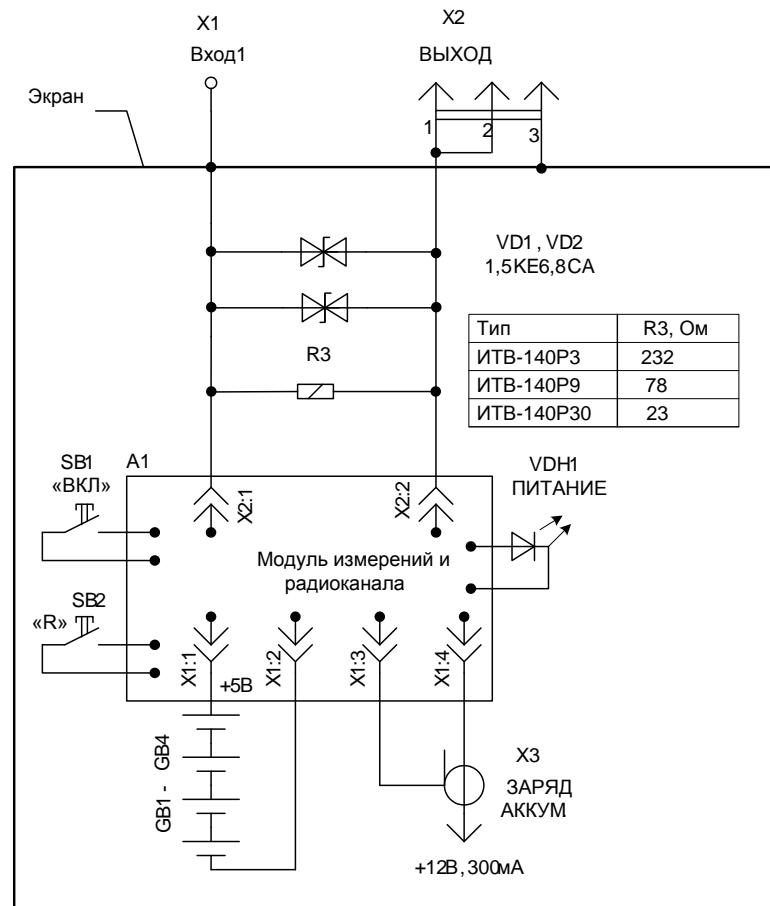 X1
Вход1
X2
ВЫХОД
Экран
1
2
3
VD1 , VD2
1,5KE6,8CA
R3
Тип R3, Ом
ИТВ-140Р3 232
ИТВ-140Р9 78
ИТВ-140Р30 23
SB1
«ВКЛ»
A1
X2:1
X2:2
VDH1
ПИТАНИЕ
Модуль измерений и
радиоканала
SB2
«R»
X1:1
X1:2
X1:3
X1:4
+5В
GB1 - GB4
X3
ЗАРЯД
АККУМ.
+12В, 300мА